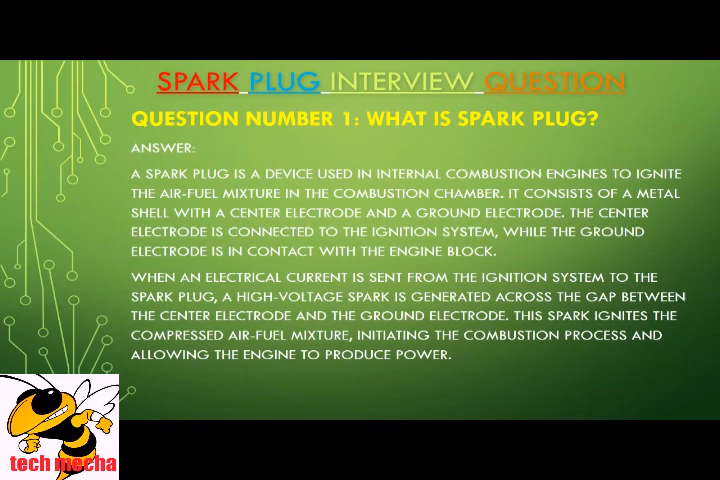 SPARK PLUG INTERVIEW QUESTION
QUESTION NUMBER 1: WHAT IS SPARK PLUG?
ANSWER:
A SPARK PLUG IS A DEVICE USED IN INTERNAL COMBUSTION ENGINES TO IGNITE
THE AIR-FUEL MIXTURE IN THE COMBUSTION CHAMBER. IT CONSISTS OF A METAL
SHELL WITH A CENTER ELECTRODE AND A GROUND ELECTRODE. THE CENTER
ELECTRODE IS CONNECTED TO THE IGNITION SYSTEM, WHILE THE GROUND
ELECTRODE IS IN CONTACT WITH THE ENGINE BLOCK.
WHEN AN ELECTRICAL CURRENT IS SENT FROM THE IGNITION SYSTEM TO THE
SPARK PLUG, A HIGH-VOLTAGE SPARK IS GENERATED ACROSS THE GAP BETWEEN
THE CENTER ELECTRODE AND THE GROUND ELECTRODE. THIS SPARK IGNITES THE
COMPRESSED AIR-FUEL MIXTURE, INITIATING THE COMBUSTION PROCESS AND
ALLOWING THE ENGINE TO PRODUCE POWER.
tech mecha